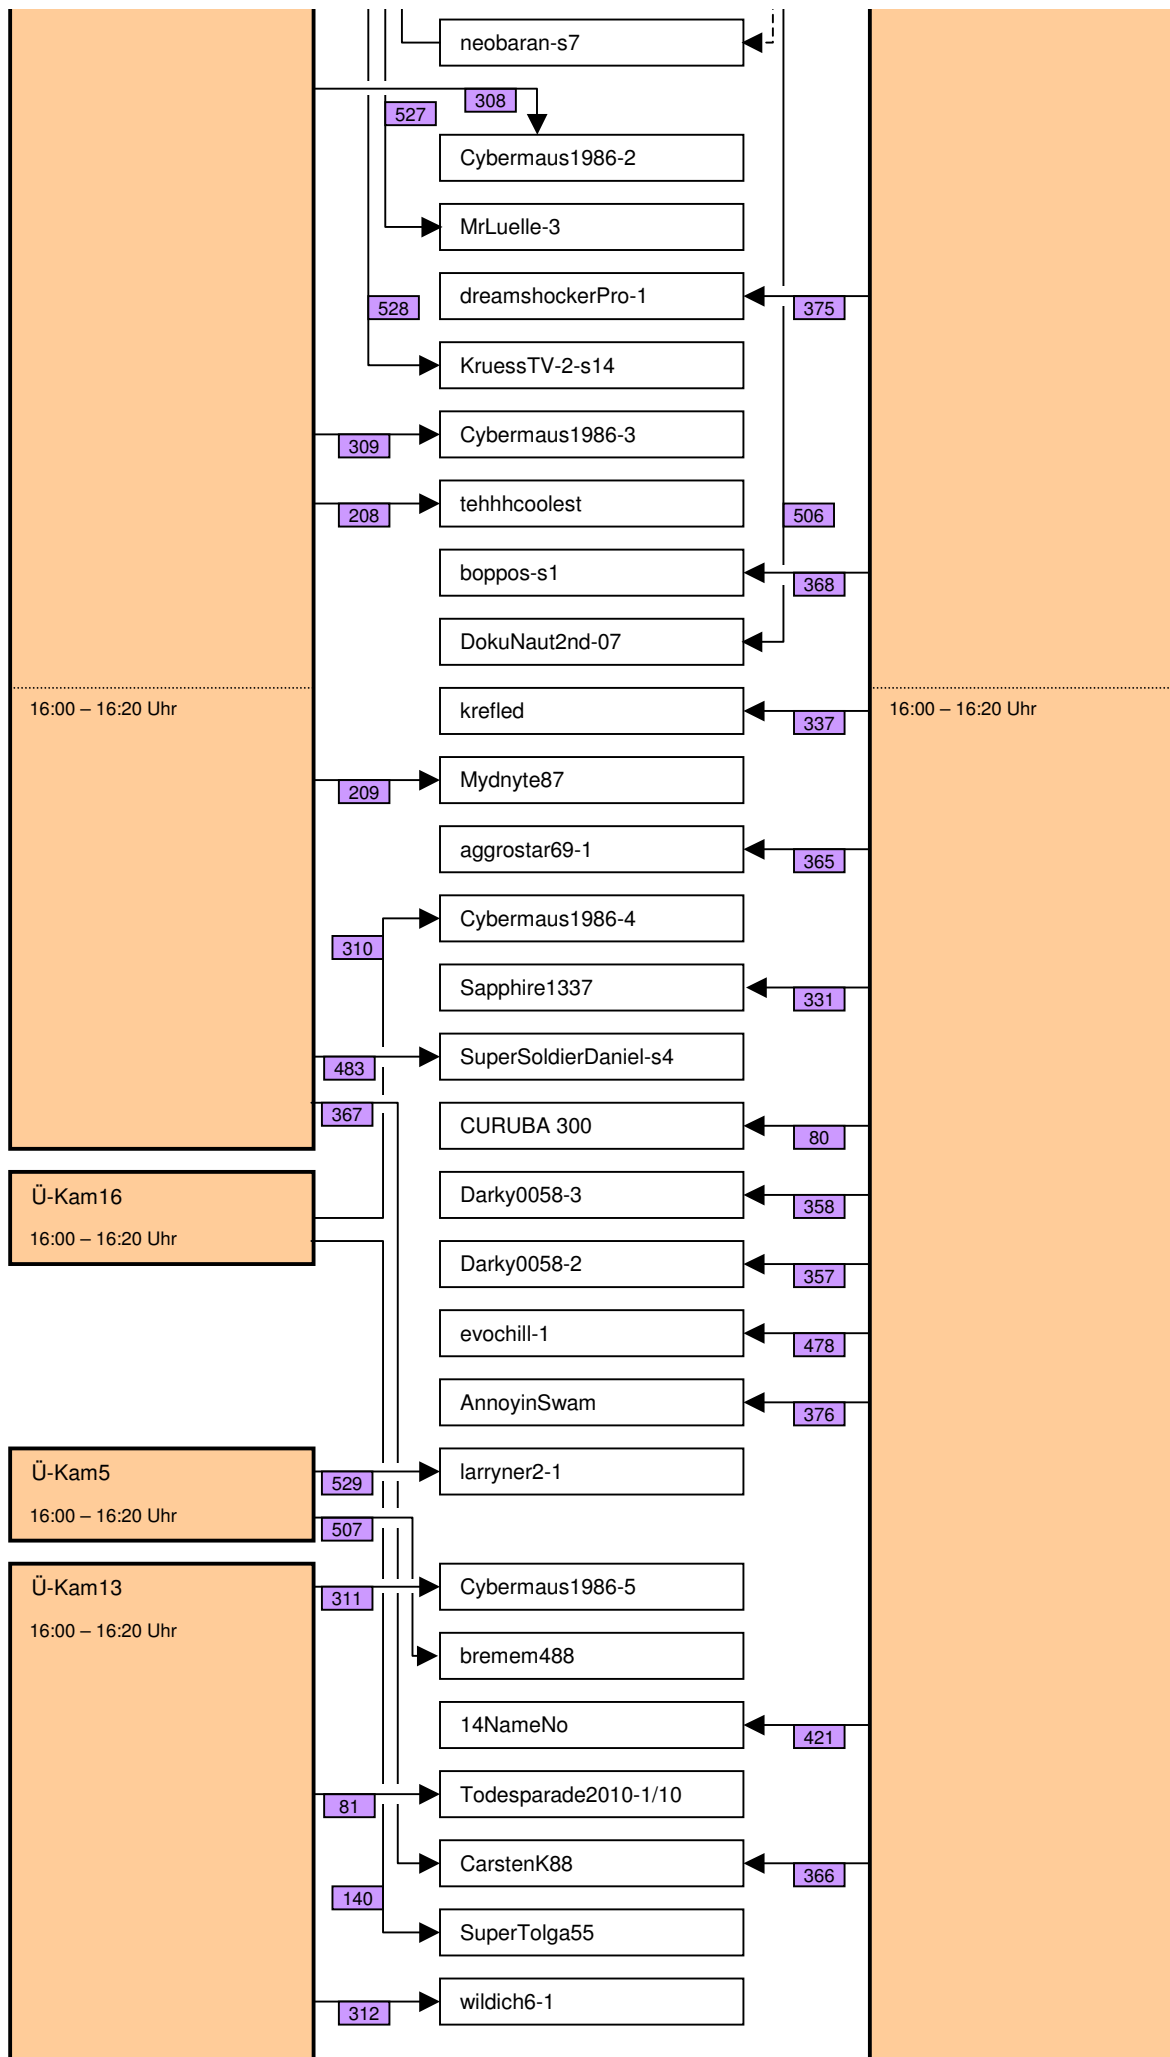 neobaran-s7
308
527
Cybermaus1986-2
MrLuelle-3
dreamshockerPro-1
528
375
KruessTV-2-s14
Cybermaus1986-3
309
tehhhcoolest
208
506
boppos-s1
368
DokuNaut2nd-07
16:00 – 16:20 Uhr
krefled
16:00 – 16:20 Uhr
337
Mydnyte87
209
aggrostar69-1
365
Cybermaus1986-4
310
Sapphire1337
331
SuperSoldierDaniel-s4
483
367
CURUBA 300
80
Ü-Kam16
Darky0058-3
358
16:00 – 16:20 Uhr
Darky0058-2
357
evochill-1
478
AnnoyinSwam
376
Ü-Kam5
larryner2-1
529
16:00 – 16:20 Uhr
507
Ü-Kam13
Cybermaus1986-5
311
16:00 – 16:20 Uhr
bremem488
14NameNo
421
Todesparade2010-1/10
81
CarstenK88
366
140
SuperTolga55
wildich6-1
312